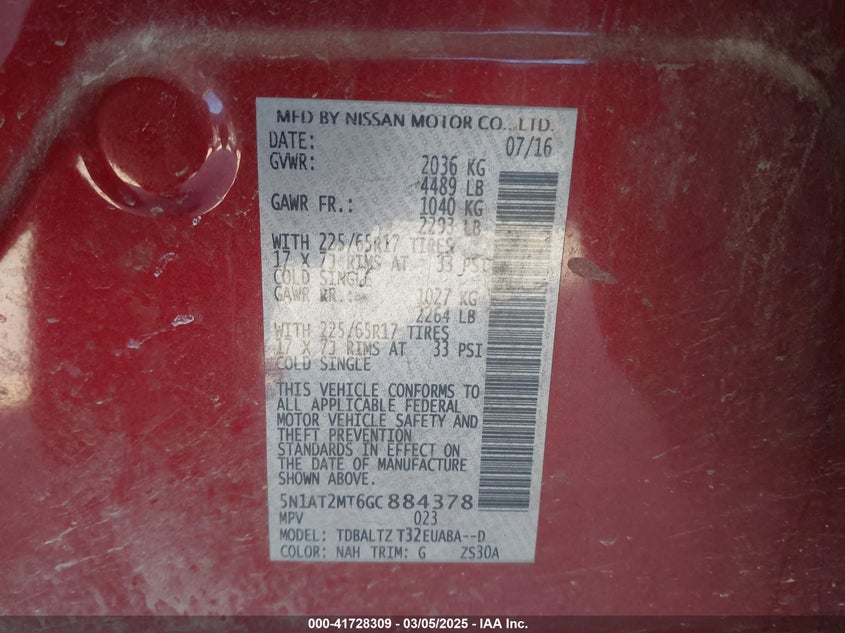 MFD BY NISSAN MOTOR CO., LTD.
DATE: 07/16
GVWR: 2036 KG
4489 LB
GAWR FR.: 1040 KG
2293 LB
WITH 225/65R17 TIRES
17 X 7J RIMS AT 33 PSI
COLD SINGLE
GAWR RR.: 1027 KG
2264 LB
WITH 225/65R17 TIRES
17 X 7J RIMS AT 33 PSI
COLD SINGLE
THIS VEHICLE CONFORMS TO
ALL APPLICABLE FEDERAL
MOTOR VEHICLE SAFETY AND
THEFT PREVENTION
STANDARDS IN EFFECT ON
THE DATE OF MANUFACTURE
SHOWN ABOVE.
5N1AT2MT6GC884378
MPV 023
MODEL: TDBALTZ T32EUABA--D
COLOR: NAH TRIM: G ZS30A
000-41728309 - 03/05/2025 - IAA Inc.